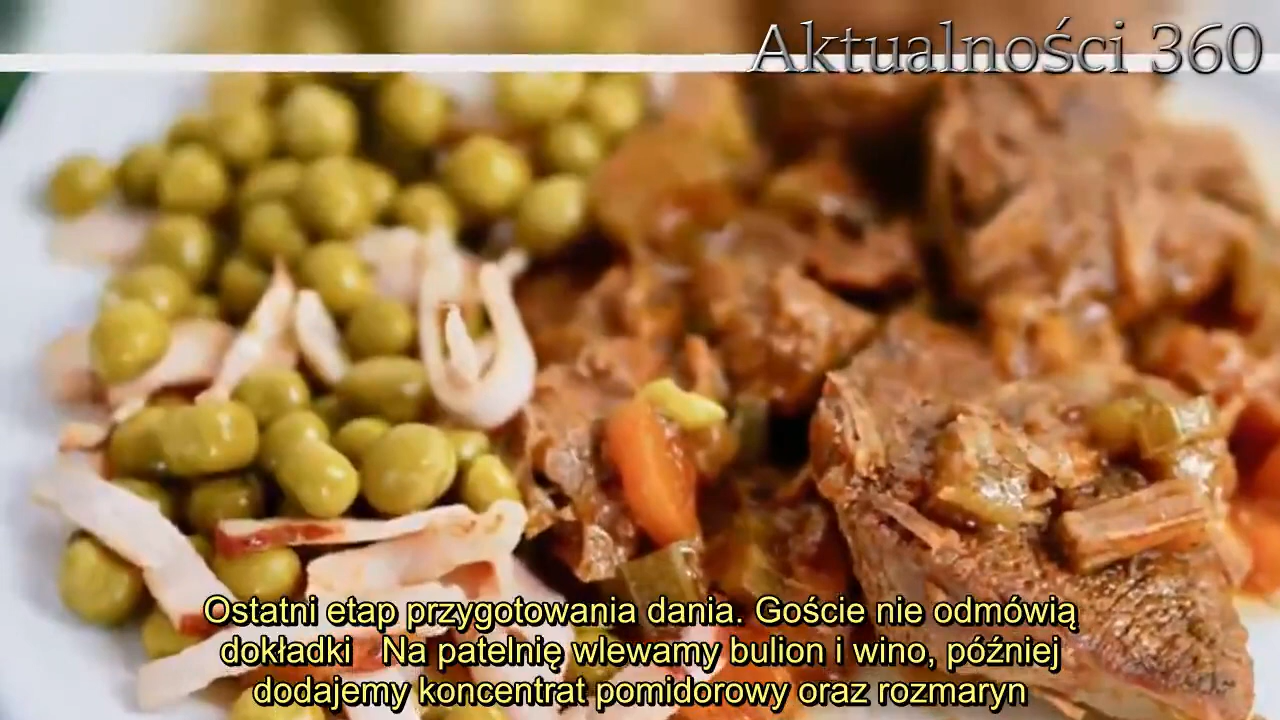 Aktualności 360
Ostatni etap przygotowania dania. Goście nie odmówią
dokładki   Na patelnię wlewamy bulion i wino, później
dodajemy koncentrat pomidorowy oraz rozmaryn